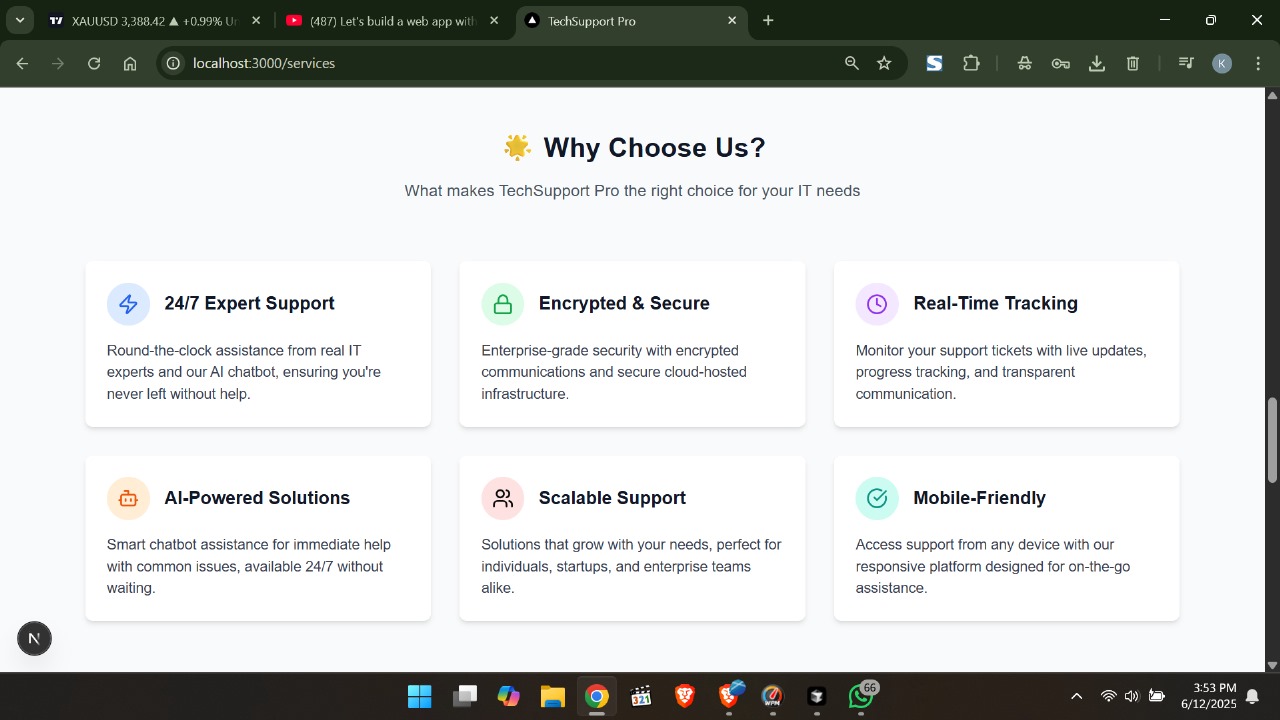 XAUUSD 3,388.42 ▲ +0.99% Un
(487) Let's build a web app with
TechSupport Pro
localhost:3000/services
K
🌟 Why Choose Us?
What makes TechSupport Pro the right choice for your IT needs
24/7 Expert Support
Round-the-clock assistance from real IT
experts and our AI chatbot, ensuring you're
never left without help.
Encrypted & Secure
Enterprise-grade security with encrypted
communications and secure cloud-hosted
infrastructure.
Real-Time Tracking
Monitor your support tickets with live updates,
progress tracking, and transparent
communication.
AI-Powered Solutions
Smart chatbot assistance for immediate help
with common issues, available 24/7 without
waiting.
Scalable Support
Solutions that grow with your needs, perfect for
individuals, startups, and enterprise teams
alike.
Mobile-Friendly
Access support from any device with our
responsive platform designed for on-the-go
assistance.
N
321
WPM
66
3:53 PM
6/12/2025